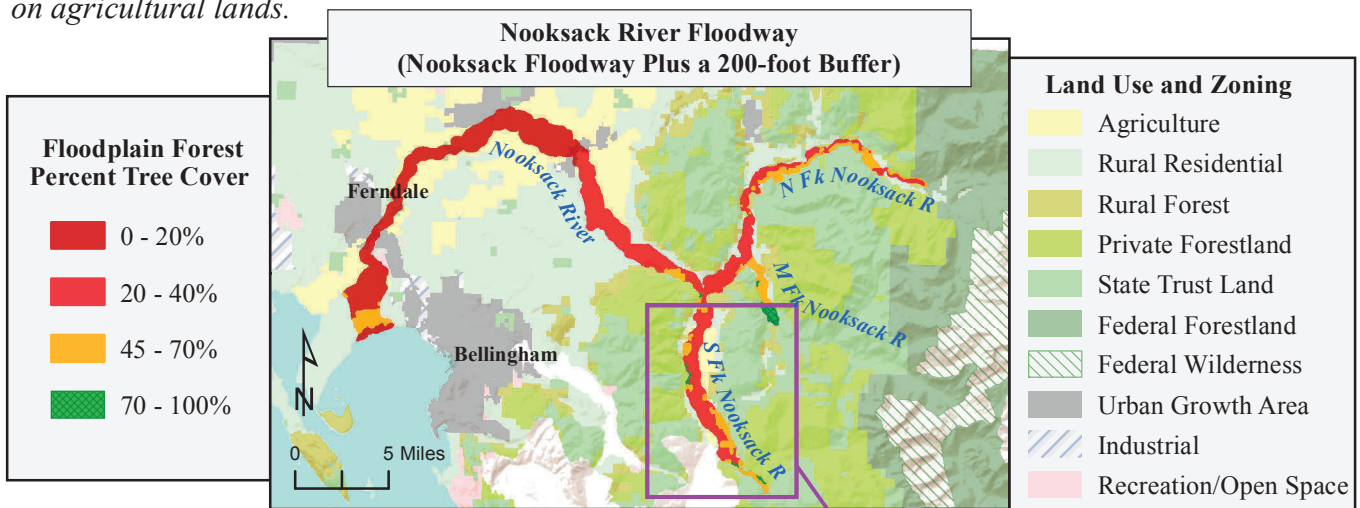 on agricultural lands.
Nooksack River Floodway
(Nooksack Floodway Plus a 200-foot Buffer)
Floodplain Forest
Percent Tree Cover
0 - 20%
20 - 40%
45 - 70%
70 - 100%
Ferndale
Nooksack River
N Fk Nooksack R
M Fk Nooksack R
S Fk Nooksack R
Bellingham
N
0 5 Miles
Land Use and Zoning
Agriculture
Rural Residential
Rural Forest
Private Forestland
State Trust Land
Federal Forestland
Federal Wilderness
Urban Growth Area
Industrial
Recreation/Open Space